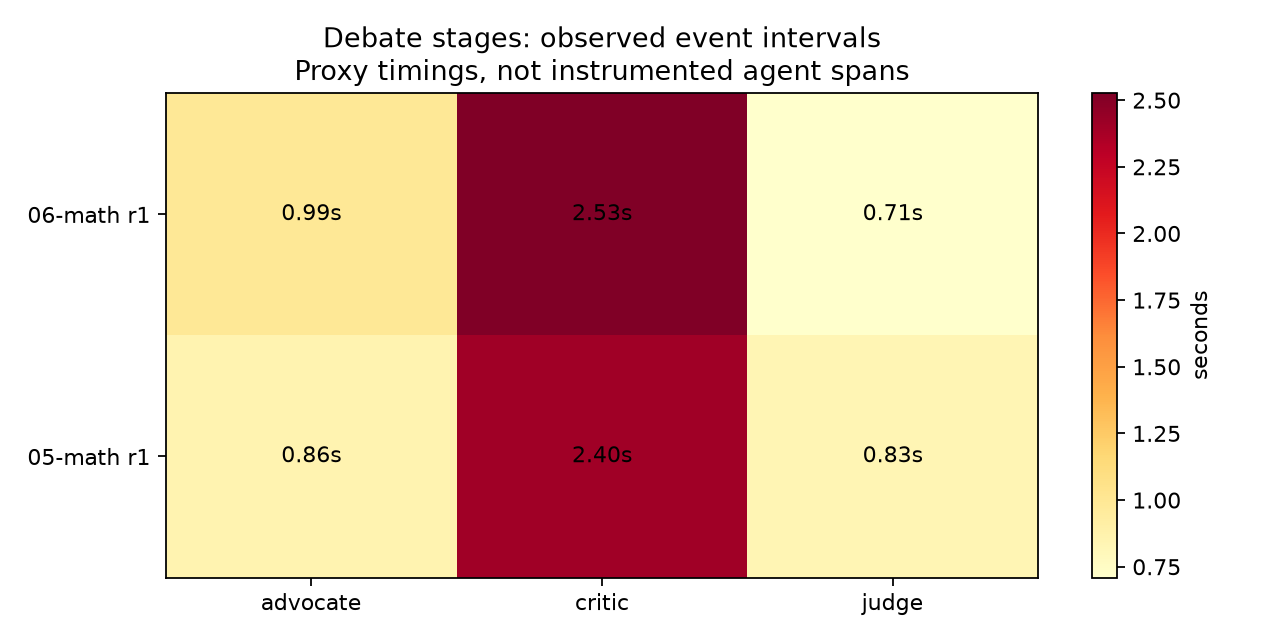 Debate stages: observed event intervals
Proxy timings, not instrumented agent spans
06-math r1
0.99s
2.53s
0.71s
05-math r1
0.86s
2.40s
0.83s
advocate
critic
judge
2.50
2.25
2.00
1.75
1.50
1.25
1.00
0.75
seconds